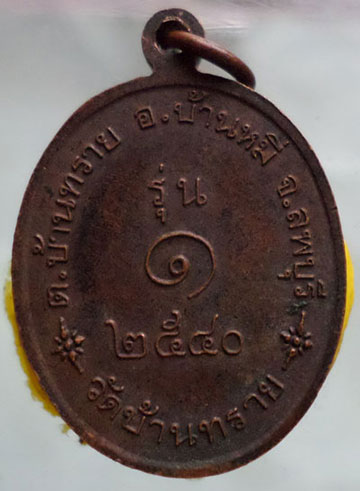 ต.บ้านทราย อ.บ้านหมี่ จ.ลพบุรี
รุ่น
๑
๒๕๔๐
วัดบ้านทราย